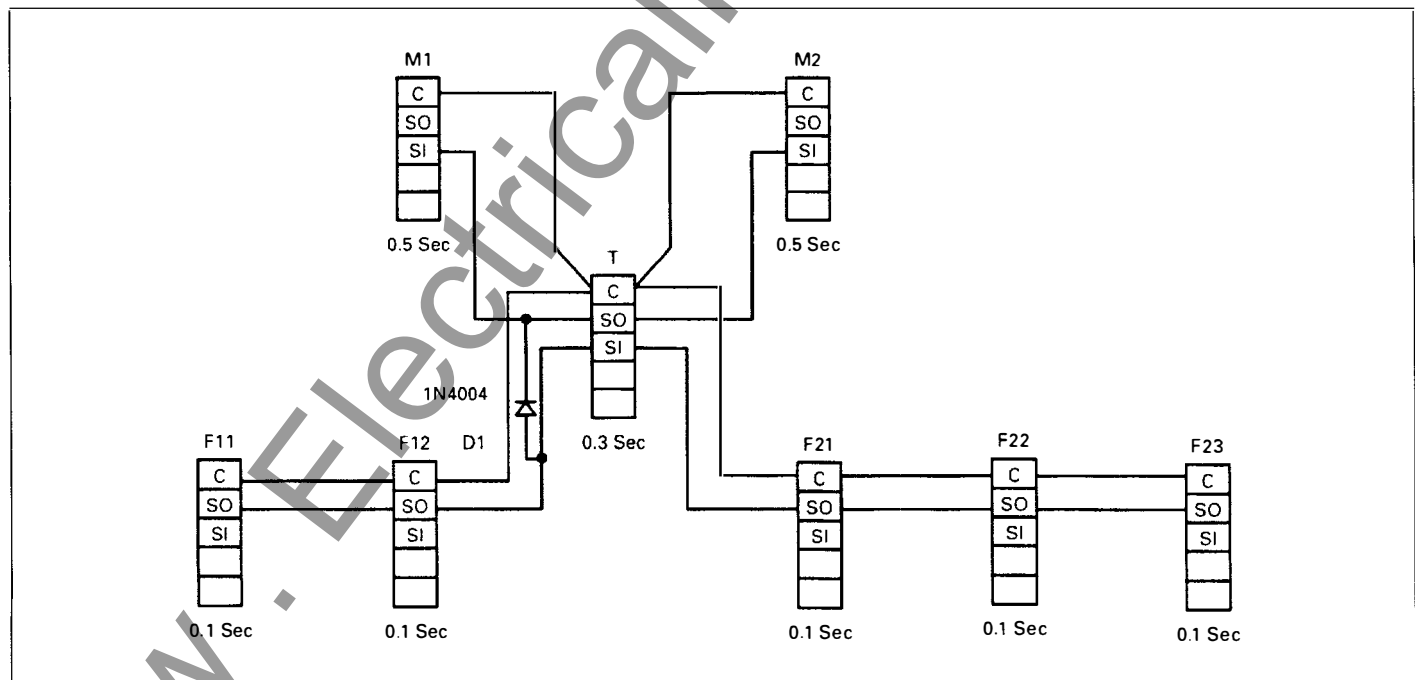 M1
C
SO
SI
0.5 Sec
M2
C
SO
SI
0.5 Sec
T
C
SO
SI
0.3 Sec
1N4004
D1
F11
C
SO
SI
0.1 Sec
F12
C
SO
SI
0.1 Sec
F21
C
SO
SI
0.1 Sec
F22
C
SO
SI
0.1 Sec
F23
C
SO
SI
0.1 Sec
w . Electrical